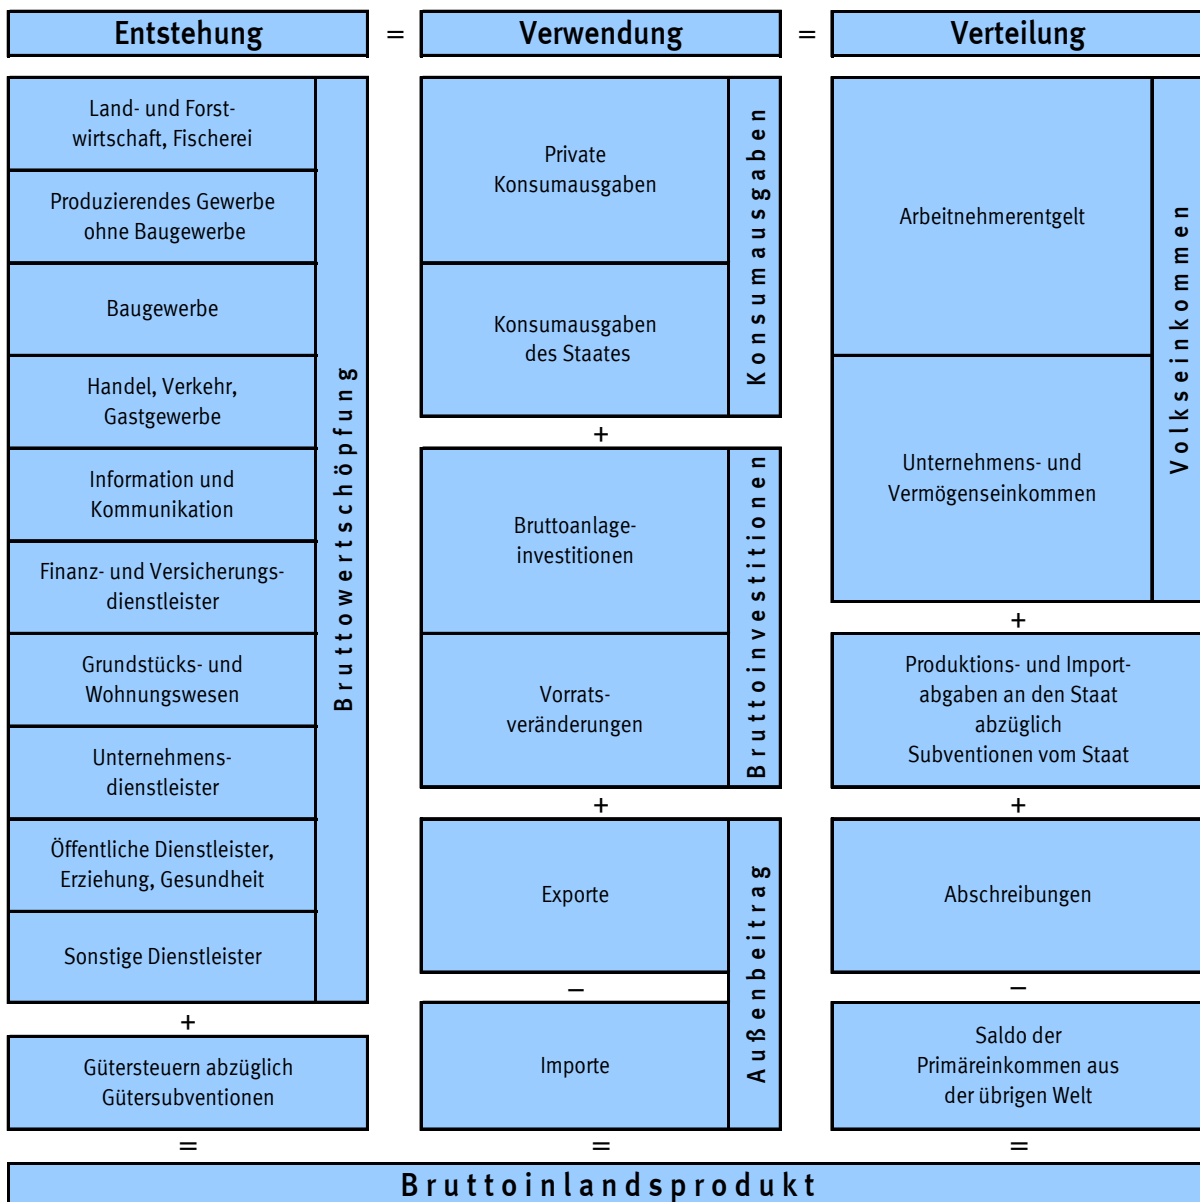 Entstehung
=
Verwendung
=
Verteilung
Land- und Forst-
wirtschaft, Fischerei
Produzierendes Gewerbe
ohne Baugewerbe
Baugewerbe
Handel, Verkehr,
Gastgewerbe
Information und
Kommunikation
Finanz- und Versicherungs-
dienstleister
Grundstücks- und
Wohnungswesen
Unternehmens-
dienstleister
Öffentliche Dienstleister,
Erziehung, Gesundheit
Sonstige Dienstleister
Bruttowertschöpfung
+
Gütersteuern abzüglich
Gütersubventionen
=
Private
Konsumausgaben
Konsumausgaben
des Staates
Konsumausgaben
+
Bruttoanlage-
investitionen
Vorrats-
veränderungen
Bruttoinvestitionen
+
Exporte
–
Importe
Außenbeitrag
=
Arbeitnehmerentgelt
Unternehmens- und
Vermögenseinkommen
Volkseinkommen
+
Produktions- und Import-
abgaben an den Staat
abzüglich
Subventionen vom Staat
+
Abschreibungen
–
Saldo der
Primäreinkommen aus
der übrigen Welt
=
Bruttoinlandsprodukt